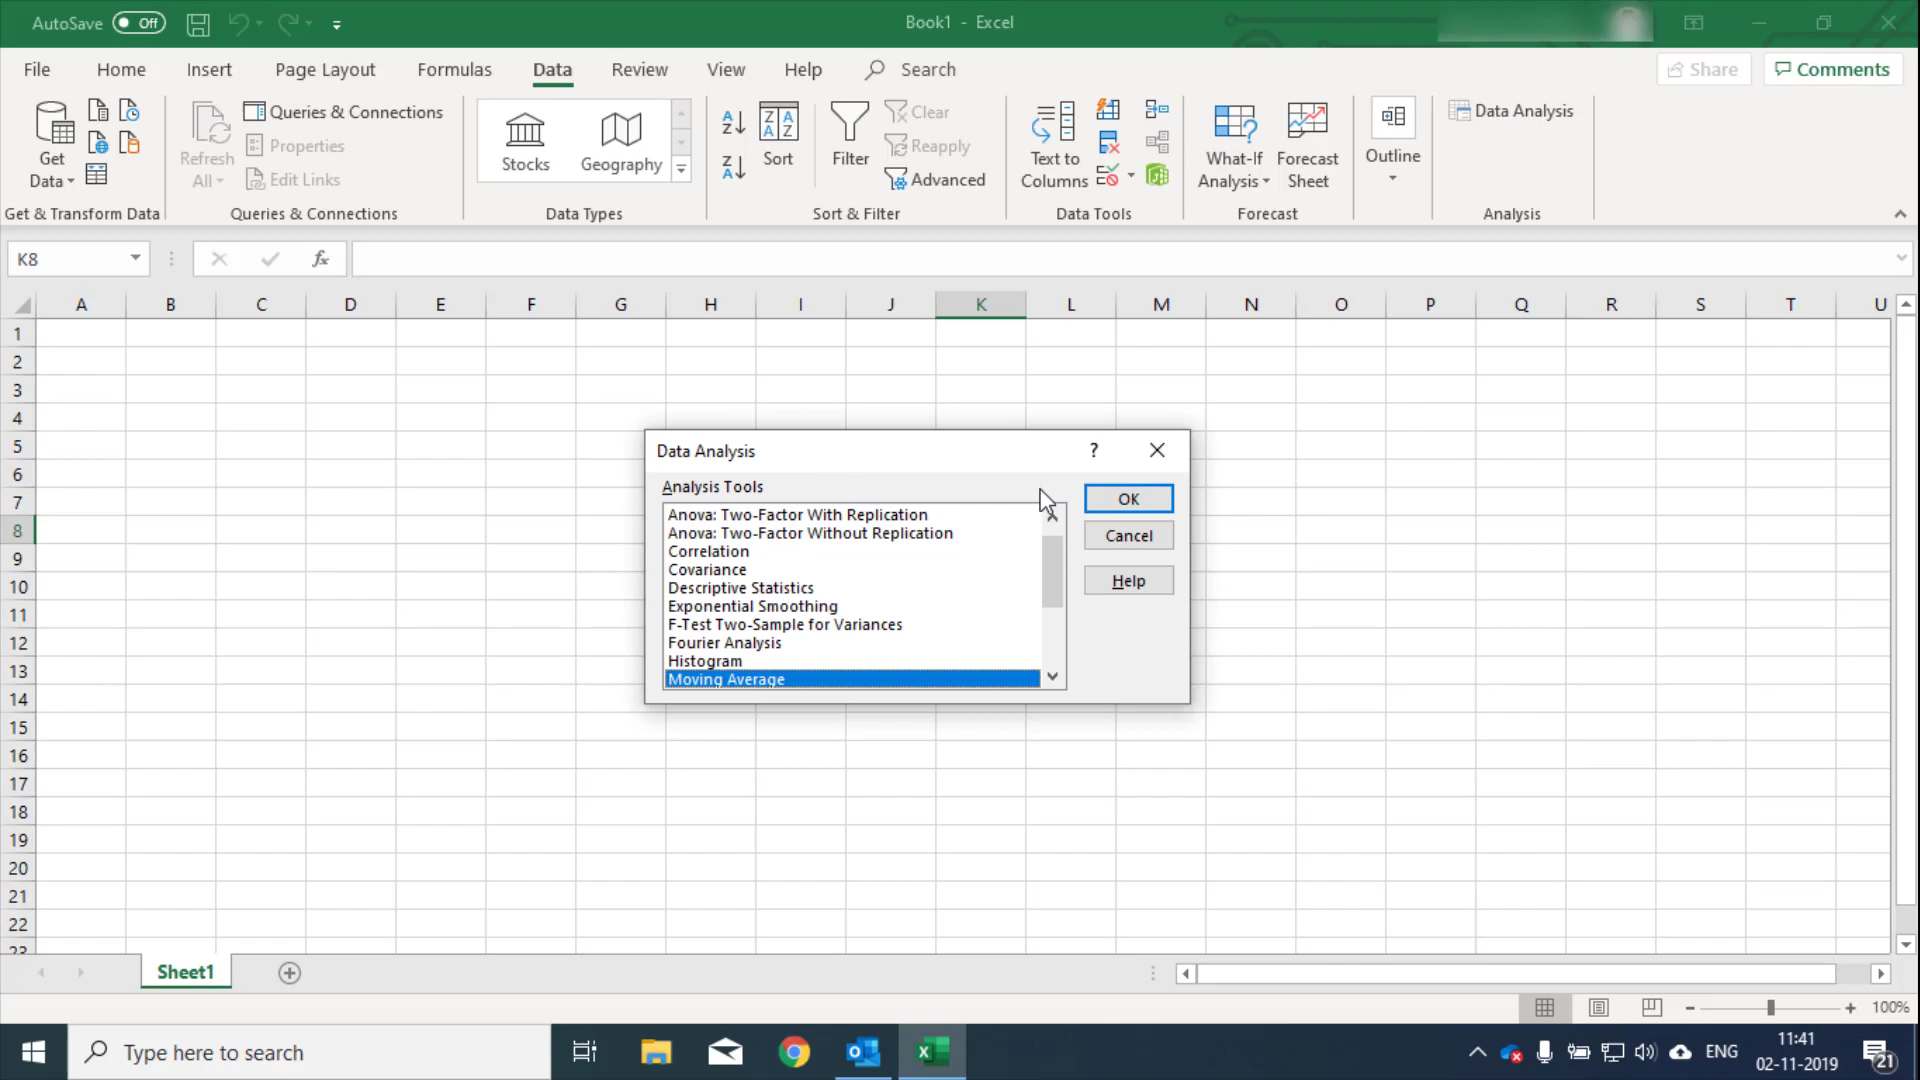 AutoSave Off
Book1 - Excel
File Home Insert Page Layout Formulas Data Review View Help Search Share Comments
Get Data
Refresh All
Queries & Connections
Properties
Edit Links
Stocks
Geography
A Z
Z A
Z A
A Z
Sort
Filter
Clear
Reapply
Advanced
Text to Columns
What-If Analysis
Forecast Sheet
Outline
Data Analysis
Get & Transform Data Queries & Connections Data Types Sort & Filter Data Tools Forecast Analysis
K8 fx
A B C D E F G H I J K L M N O P Q R S T U
1
2
3
4
5
6
7
8
9
10
11
12
13
14
15
16
17
18
19
20
21
22
23
Data Analysis ?
Analysis Tools
Anova: Two-Factor With Replication
Anova: Two-Factor Without Replication
Correlation
Covariance
Descriptive Statistics
Exponential Smoothing
F-Test Two-Sample for Variances
Fourier Analysis
Histogram
Moving Average
OK
Cancel
Help
Sheet1
100%
Type here to search
ENG
11:41
02-11-2019
21